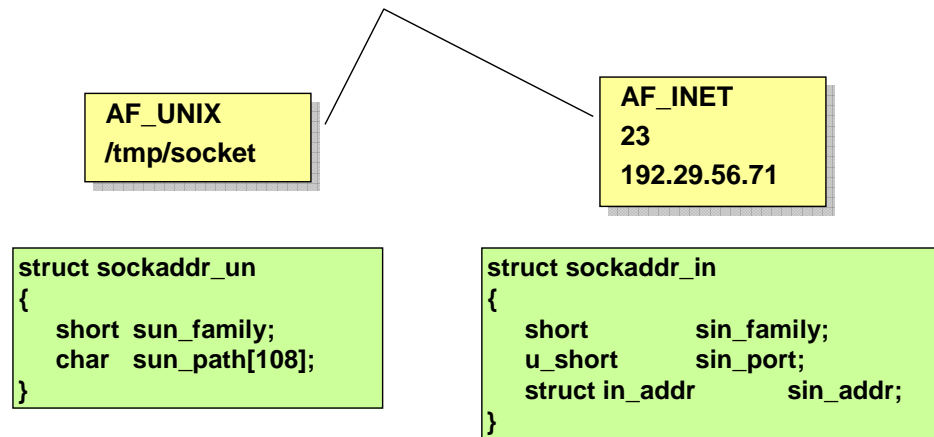 AF_UNIX
/tmp/socket
AF_INET
23
192.29.56.71
struct sockaddr_un
{
short sun_family;
char sun_path[108];
}
struct sockaddr_in
{
short sin_family;
u_short sin_port;
struct in_addr sin_addr;
}